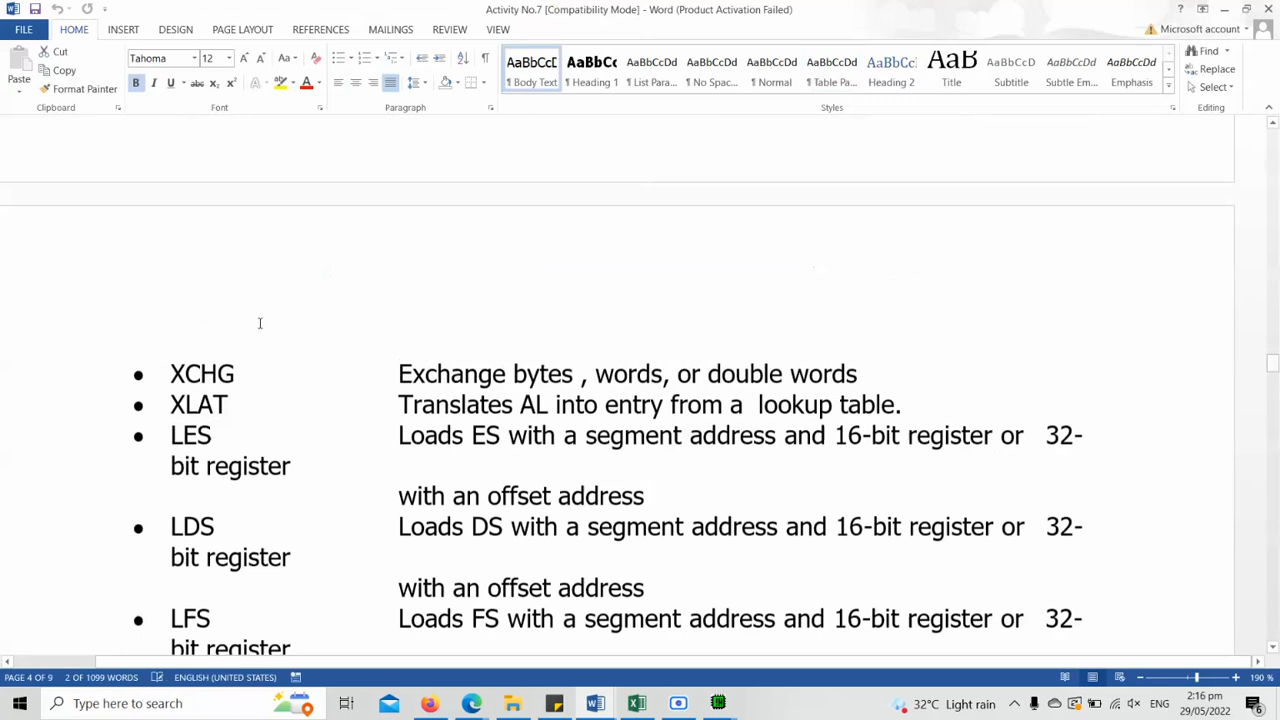 Activity No.7 [Compatibility Mode] - Word (Product Activation Failed)
FILE HOME INSERT DESIGN PAGE LAYOUT REFERENCES MAILINGS REVIEW VIEW Microsoft account
Paste Cut Copy Format Painter
Tahoma 12
AaBbCcD ¶ Body Text AaBbCc ¶ Heading 1 AaBbCcDd ¶ List Para... AaBbCcDd ¶ No Spac... AaBbCcDd ¶ Normal AaBbCcDd ¶ Table Pa... AaBbCc Heading 2 AaB Title AaBbCcDd Subtitle AaBbCcDd Subtle Em... AaBbCcDd Emphasis
Find Replace Select
Clipboard Font Paragraph Styles Editing
• XCHG Exchange bytes , words, or double words
• XLAT Translates AL into entry from a lookup table.
• LES Loads ES with a segment address and 16-bit register or 32-
bit register
with an offset address
• LDS Loads DS with a segment address and 16-bit register or 32-
bit register
with an offset address
• LFS Loads FS with a segment address and 16-bit register or 32-
bit register
PAGE 4 OF 9 2 OF 1099 WORDS ENGLISH (UNITED STATES) 190 %
Type here to search 32°C Light rain ENG 2:16 pm
29/05/2022 6